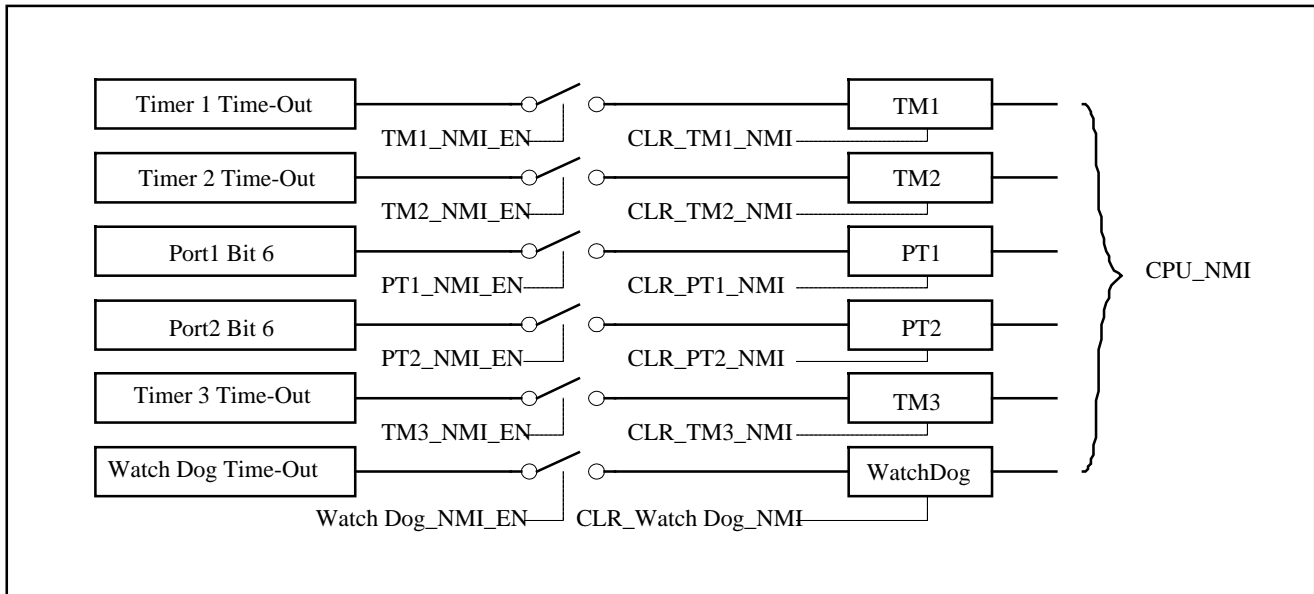 Timer 1 Time-Out
TM1
TM1_NMI_EN
CLR_TM1_NMI
Timer 2 Time-Out
TM2
TM2_NMI_EN
CLR_TM2_NMI
Port1 Bit 6
PT1
CPU_NMI
PT1_NMI_EN
CLR_PT1_NMI
Port2 Bit 6
PT2
PT2_NMI_EN
CLR_PT2_NMI
Timer 3 Time-Out
TM3
TM3_NMI_EN
CLR_TM3_NMI
Watch Dog Time-Out
WatchDog
Watch Dog_NMI_EN
CLR_Watch Dog_NMI